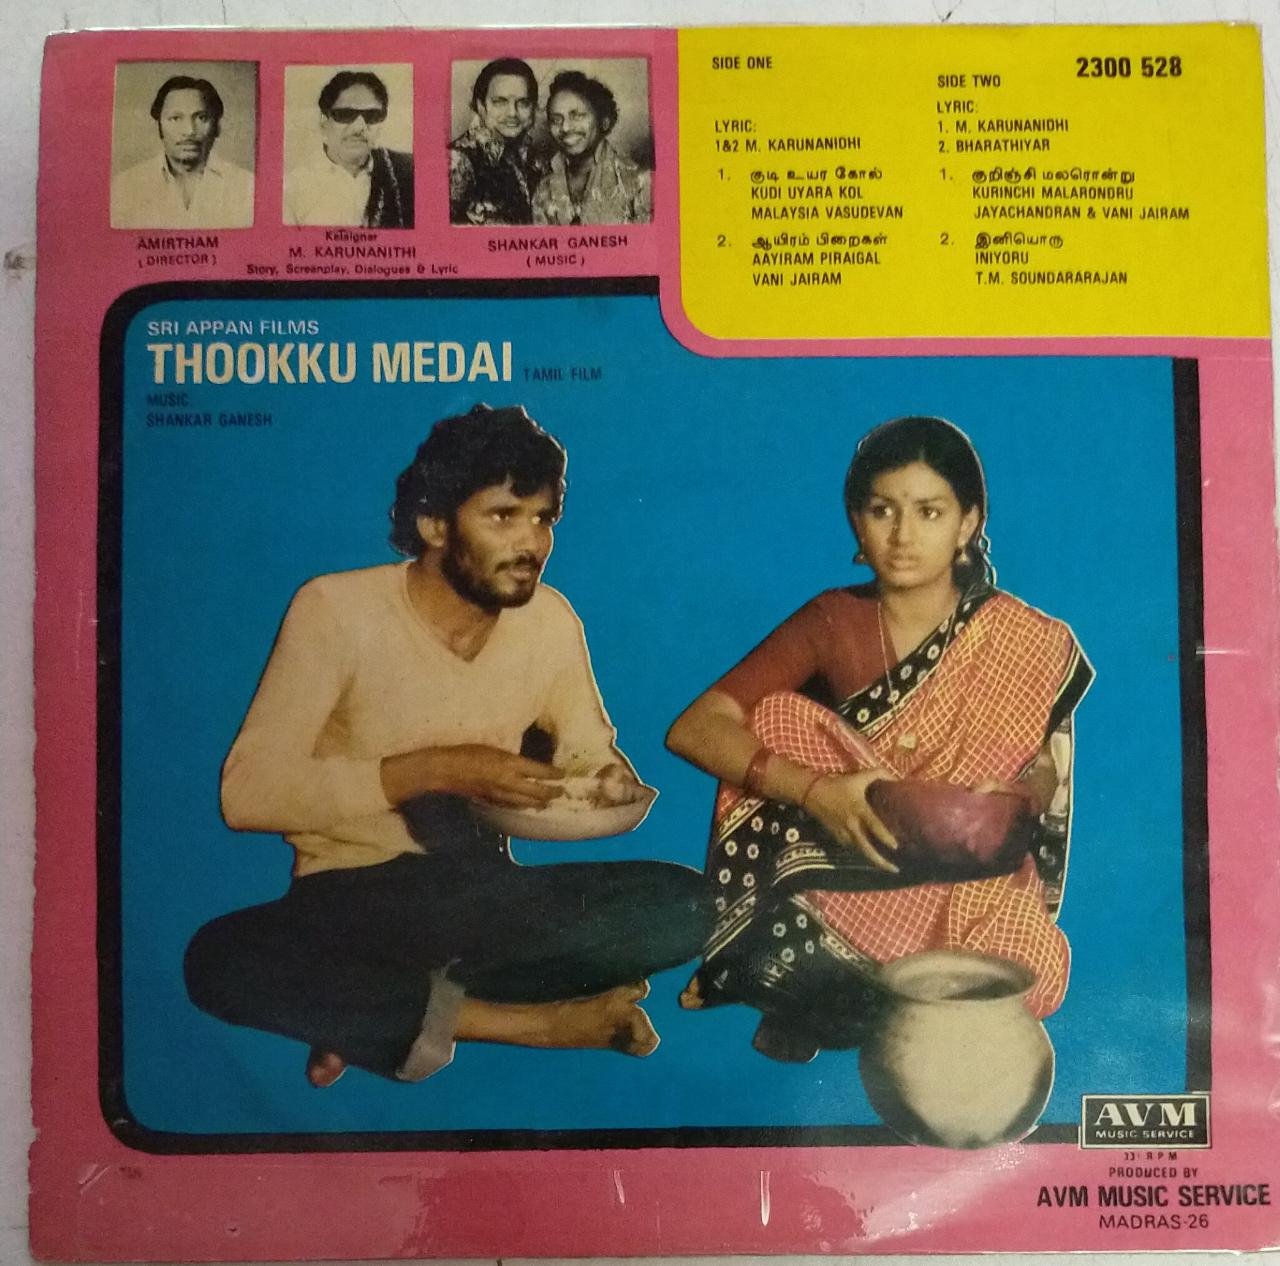 AMIRTHAM
( DIRECTOR )
Kalaignar
M. KARUNANITHI
Story, Screenplay, Dialogues & Lyric
SHANKAR GANESH
( MUSIC )
SIDE ONE
LYRIC:
1&2 M. KARUNANIDHI
1. குடி உயர கோல்
KUDI UYARA KOL
MALAYSIA VASUDEVAN
2. ஆயிரம் பிறைகள்
AAYIRAM PIRAIGAL
VANI JAIRAM
2300 528
SIDE TWO
LYRIC:
1. M. KARUNANIDHI
2. BHARATHIYAR
1. குறிஞ்சி மலரொன்று
KURINCHI MALARONDRU
JAYACHANDRAN & VANI JAIRAM
2. இனியொரு
INIYORU
T.M. SOUNDARARAJAN
SRI APPAN FILMS
THOOKKU MEDAI TAMIL FILM
MUSIC
SHANKAR GANESH
AVM
MUSIC SERVICE
RPM
PRODUCED BY
AVM MUSIC SERVICE
MADRAS-26